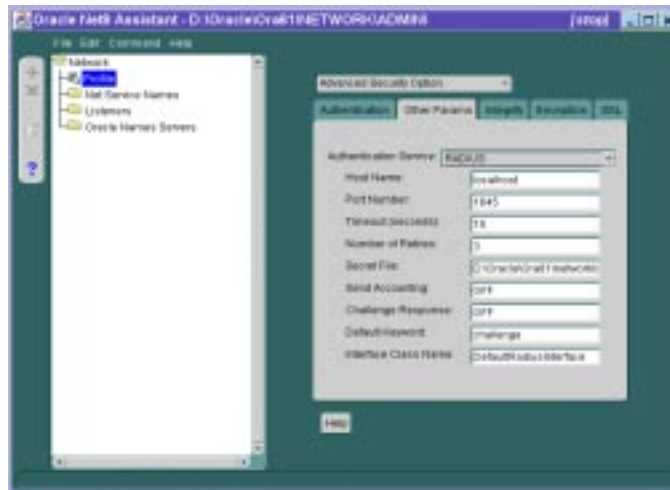 Oracle Net8 Assistant - D:\Oracle\Ora81\NETWORK\ADMIN\
File Edit Command Help
Network
Profile
Net Service Names
Listeners
Oracle Names Servers
Advanced Security Option
Authentication Other Params Integrity Encryption SSL
Authentication Service: RADIUS
Host Name: localhost
Port Number: 1645
Timeout (seconds): 15
Number of Retries: 3
Secret File: D:\Oracle\Ora81\network\
Send Accounting: OFF
Challenge Response: OFF
Default Keyword: challenge
Interface Class Name: DefaultRadiusInterface
Help